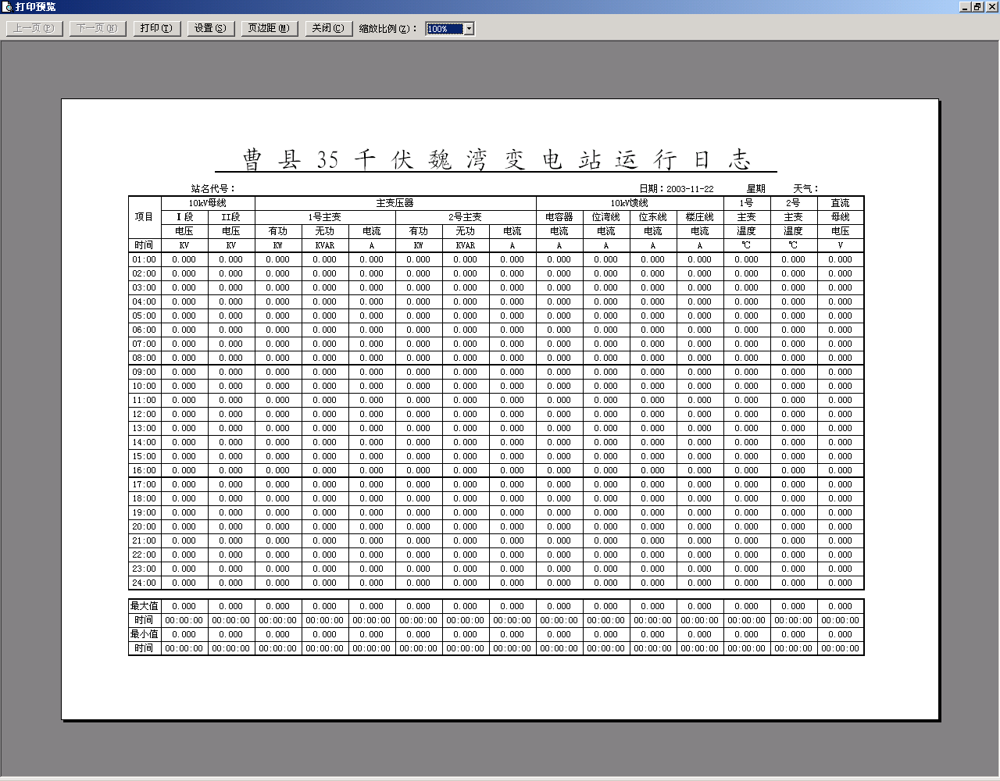 打印预览
上一页(P) 下一页(N) 打印(T) 设置(S) 页边距(M) 关闭(C) 缩放比例(Z)： 100%
曹县35千伏魏湾变电站运行日志
站名代号： 日期：2003-11-22 星期 天气：
项目 10kV母线 主变压器 10kV馈线 1号 2号 直流
I 段 II段 1号主变 2号主变 电容器 位湾线 位东线 楼庄线 主变 主变 母线
电压 电压 有功 无功 电流 有功 无功 电流 电流 电流 电流 电流 温度 温度 电压
时间 KV KV KW KVAR A KW KVAR A A A A A ℃ ℃ V
01:00 0.000 0.000 0.000 0.000 0.000 0.000 0.000 0.000 0.000 0.000 0.000 0.000 0.000 0.000 0.000
02:00 0.000 0.000 0.000 0.000 0.000 0.000 0.000 0.000 0.000 0.000 0.000 0.000 0.000 0.000 0.000
03:00 0.000 0.000 0.000 0.000 0.000 0.000 0.000 0.000 0.000 0.000 0.000 0.000 0.000 0.000 0.000
04:00 0.000 0.000 0.000 0.000 0.000 0.000 0.000 0.000 0.000 0.000 0.000 0.000 0.000 0.000 0.000
05:00 0.000 0.000 0.000 0.000 0.000 0.000 0.000 0.000 0.000 0.000 0.000 0.000 0.000 0.000 0.000
06:00 0.000 0.000 0.000 0.000 0.000 0.000 0.000 0.000 0.000 0.000 0.000 0.000 0.000 0.000 0.000
07:00 0.000 0.000 0.000 0.000 0.000 0.000 0.000 0.000 0.000 0.000 0.000 0.000 0.000 0.000 0.000
08:00 0.000 0.000 0.000 0.000 0.000 0.000 0.000 0.000 0.000 0.000 0.000 0.000 0.000 0.000 0.000
09:00 0.000 0.000 0.000 0.000 0.000 0.000 0.000 0.000 0.000 0.000 0.000 0.000 0.000 0.000 0.000
10:00 0.000 0.000 0.000 0.000 0.000 0.000 0.000 0.000 0.000 0.000 0.000 0.000 0.000 0.000 0.000
11:00 0.000 0.000 0.000 0.000 0.000 0.000 0.000 0.000 0.000 0.000 0.000 0.000 0.000 0.000 0.000
12:00 0.000 0.000 0.000 0.000 0.000 0.000 0.000 0.000 0.000 0.000 0.000 0.000 0.000 0.000 0.000
13:00 0.000 0.000 0.000 0.000 0.000 0.000 0.000 0.000 0.000 0.000 0.000 0.000 0.000 0.000 0.000
14:00 0.000 0.000 0.000 0.000 0.000 0.000 0.000 0.000 0.000 0.000 0.000 0.000 0.000 0.000 0.000
15:00 0.000 0.000 0.000 0.000 0.000 0.000 0.000 0.000 0.000 0.000 0.000 0.000 0.000 0.000 0.000
16:00 0.000 0.000 0.000 0.000 0.000 0.000 0.000 0.000 0.000 0.000 0.000 0.000 0.000 0.000 0.000
17:00 0.000 0.000 0.000 0.000 0.000 0.000 0.000 0.000 0.000 0.000 0.000 0.000 0.000 0.000 0.000
18:00 0.000 0.000 0.000 0.000 0.000 0.000 0.000 0.000 0.000 0.000 0.000 0.000 0.000 0.000 0.000
19:00 0.000 0.000 0.000 0.000 0.000 0.000 0.000 0.000 0.000 0.000 0.000 0.000 0.000 0.000 0.000
20:00 0.000 0.000 0.000 0.000 0.000 0.000 0.000 0.000 0.000 0.000 0.000 0.000 0.000 0.000 0.000
21:00 0.000 0.000 0.000 0.000 0.000 0.000 0.000 0.000 0.000 0.000 0.000 0.000 0.000 0.000 0.000
22:00 0.000 0.000 0.000 0.000 0.000 0.000 0.000 0.000 0.000 0.000 0.000 0.000 0.000 0.000 0.000
23:00 0.000 0.000 0.000 0.000 0.000 0.000 0.000 0.000 0.000 0.000 0.000 0.000 0.000 0.000 0.000
24:00 0.000 0.000 0.000 0.000 0.000 0.000 0.000 0.000 0.000 0.000 0.000 0.000 0.000 0.000 0.000
最大值 0.000 0.000 0.000 0.000 0.000 0.000 0.000 0.000 0.000 0.000 0.000 0.000 0.000 0.000 0.000
时间 00:00:00 00:00:00 00:00:00 00:00:00 00:00:00 00:00:00 00:00:00 00:00:00 00:00:00 00:00:00 00:00:00 00:00:00 00:00:00 00:00:00 00:00:00
最小值 0.000 0.000 0.000 0.000 0.000 0.000 0.000 0.000 0.000 0.000 0.000 0.000 0.000 0.000 0.000
时间 00:00:00 00:00:00 00:00:00 00:00:00 00:00:00 00:00:00 00:00:00 00:00:00 00:00:00 00:00:00 00:00:00 00:00:00 00:00:00 00:00:00 00:00:00